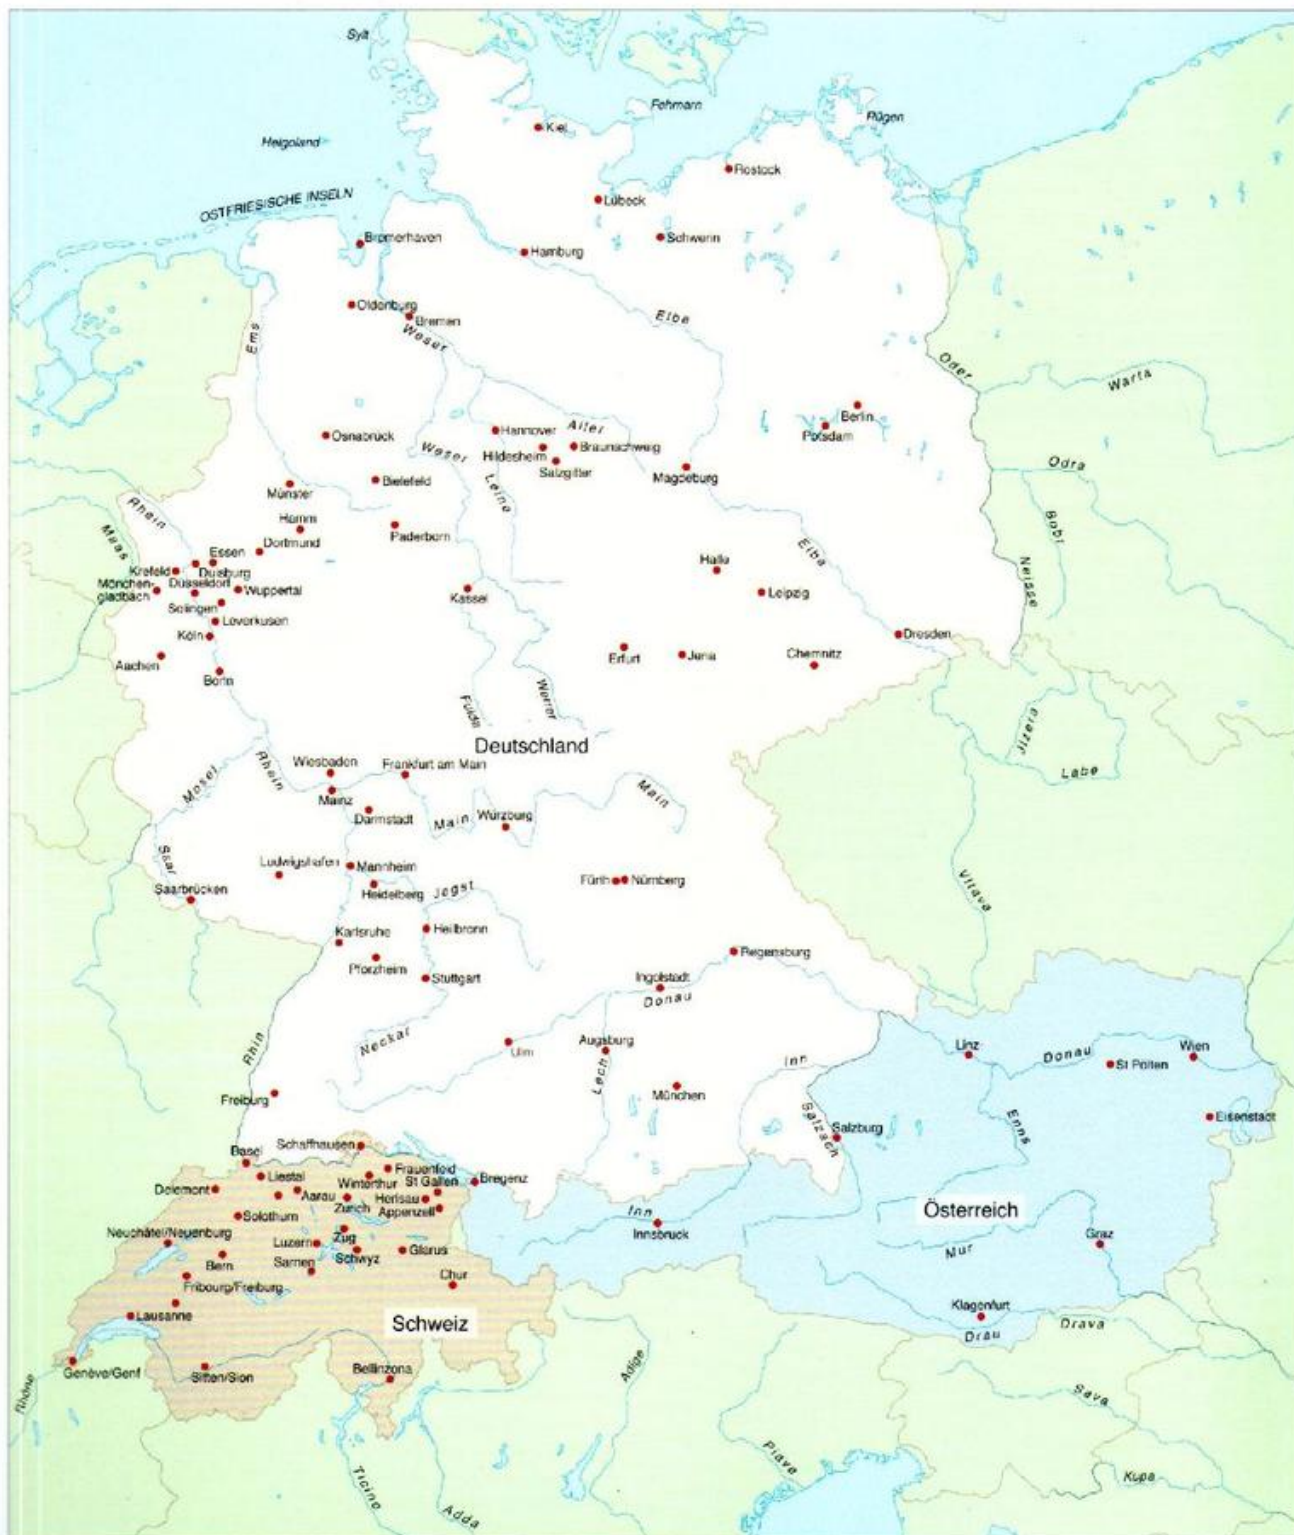 Sylt
Fehmarn
Rügen
Kiel
Helgoland
Rostock
OSTFRIESISCHE INSELN
Lübeck
Bremerhaven
Schwerin
Hamburg
Oldenburg
Bremen
Elbe
Weser
Ems
Oder
Warta
Berlin
Potsdam
Aller
Hannover
Osnabrück
Braunschweig
Weser
Hildesheim
Salzgitter
Magdeburg
Odra
Bielefeld
Leine
Münster
Rhein
Hamm
Bobr
Paderborn
Maas
Dortmund
Elba
Essen
Halle
Krefeld
Duisburg
Neisse
Düsseldorf
Mönchen-
gladbach
Wuppertal
Kassel
Leipzig
Solingen
Leverkusen
Köln
Dresden
Aachen
Erfurt
Jena
Chemnitz
Bonn
Fulda
Werrer
Jizera
Deutschland
Wiesbaden
Rhein
Frankfurt am Main
Mosel
Labe
Mainz
Main
Darmstadt
Main
Würzburg
Saar
Ludwigshafen
Mannheim
Saarbrücken
Heidelberg
Jagst
Fürth
Nürnberg
Vltava
Karlsruhe
Heilbronn
Pforzheim
Stuttgart
Regensburg
Ingolstadt
Donau
Rhin
Neckar
Ulm
Augsburg
Lech
Inn
Linz
Donau
Wien
St Pölten
Freiburg
München
Salzach
Salzburg
Enns
Eisenstadt
Schaffhausen
Basel
Liestal
Frauenfeld
Winterthur
St Gallen
Bregenz
Delemont
Aarau
Zürich
Herisau
Appenzell
Solothurn
Inn
Innsbruck
Österreich
Neuchâtel/Neuenburg
Luzern
Zug
Schwyz
Glarus
Mur
Graz
Bern
Sarnen
Chur
Fribourg/Freiburg
Lausanne
Schweiz
Klagenfurt
Drau
Drava
Genève/Genf
Sitten/Sion
Bellinzona
Adige
Rhône
Sava
Ticino
Adda
Piave
Kupa